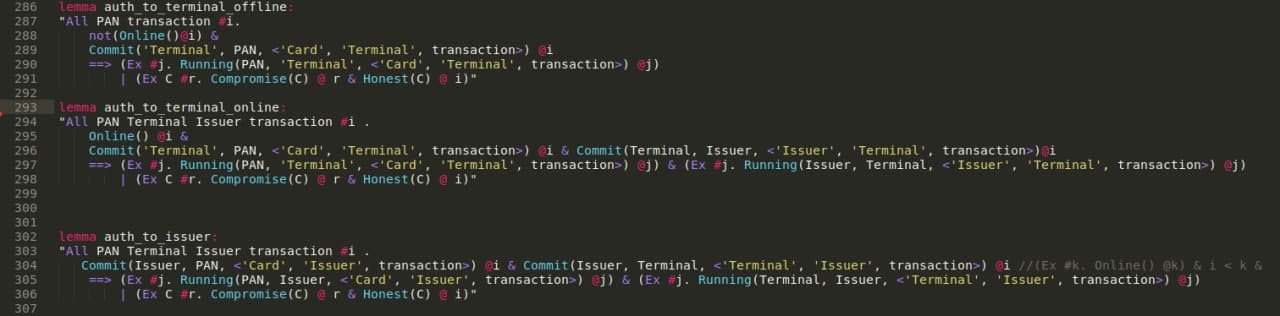 286 lemma auth_to_terminal_offline:
287 "All PAN transaction #i.
288 not(Online()@i) &
289 Commit('Terminal', PAN, <'Card', 'Terminal', transaction>) @i
290 ==> (Ex #j. Running(PAN, 'Terminal', <'Card', 'Terminal', transaction>) @j)
291 | (Ex C #r. Compromise(C) @ r & Honest(C) @ i)"
292
293 lemma auth_to_terminal_online:
294 "All PAN Terminal Issuer transaction #i .
295 Online() @i &
296 Commit('Terminal', PAN, <'Card', 'Terminal', transaction>) @i & Commit(Terminal, Issuer, <'Issuer', 'Terminal', transaction>)@i
297 ==> (Ex #j. Running(PAN, 'Terminal', <'Card', 'Terminal', transaction>) @j) & (Ex #j. Running(Issuer, Terminal, <'Issuer', 'Terminal', transaction>) @j)
298 | (Ex C #r. Compromise(C) @ r & Honest(C) @ i)"
299
300
301
302 lemma auth_to_issuer:
303 "All PAN Terminal Issuer transaction #i .
304 Commit(Issuer, PAN, <'Card', 'Issuer', transaction>) @i & Commit(Issuer, Terminal, <'Terminal', 'Issuer', transaction>) @i //(Ex #k. Online() @k) & i < k &
305 ==> (Ex #j. Running(PAN, Issuer, <'Card', 'Issuer', transaction>) @j) & (Ex #j. Running(Terminal, Issuer, <'Terminal', 'Issuer', transaction>) @j)
306 | (Ex C #r. Compromise(C) @ r & Honest(C) @ i)"
307